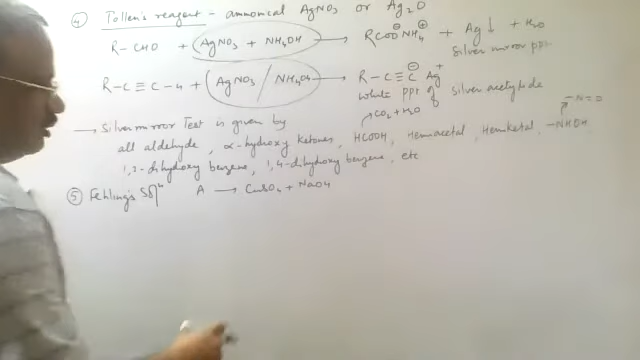 ④ Tollen's reagent - ammonical AgNO₃ or Ag₂O
R-CHO + AgNO₃ + NH₄OH → RCOO⊖NH₄⊕ + Ag↓ + H₂O
Silver mirror ppt
R-C≡C-H + (AgNO₃/NH₄OH → R-C≡C⊖ Ag⁺
white ppt of silver acetylide
CO₂+H₂O
-N=O
→ Silver mirror Test is given by
all aldehyde, α-hydroxy ketones, HCOOH, Hemiacetal, Hemiketal, -NHOH,
1,2-dihydroxy benzene, 1,4-dihydroxy benzene, etc
⑤ Fehling's Solⁿ A → CuSO₄ + NaOH